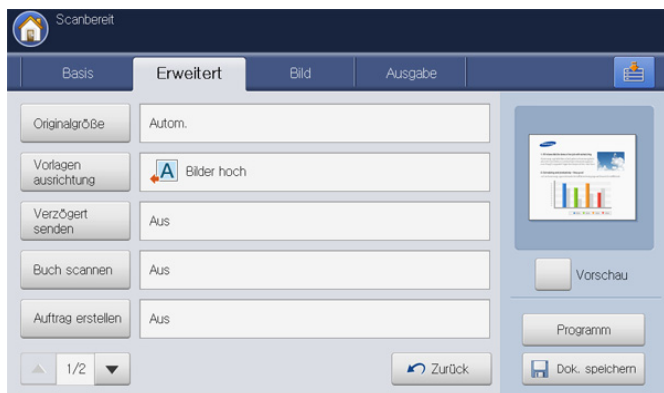 Scanbereit
Basis
Erweitert
Bild
Ausgabe
Originalgröße
Autom.
Vorlagen
ausrichtung
A
Bilder hoch
Verzögert
senden
Aus
Buch scannen
Aus
Vorschau
Auftrag erstellen
Aus
Programm
1/2
Zurück
Dok. speichern